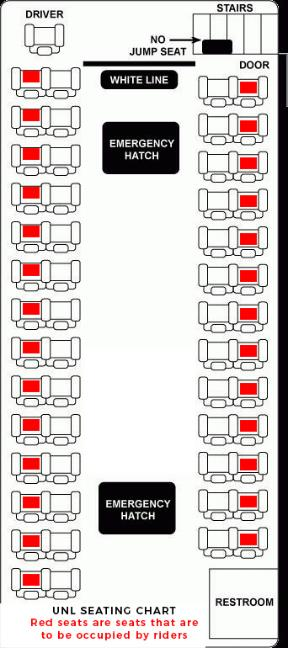 STAIRS
DRIVER
NO
JUMP SEAT
DOOR
WHITE LINE
EMERGENCY
HATCH
EMERGENCY
HATCH
RESTROOM
UNL SEATING CHART
Red seats are seats that are
to be occupied by riders